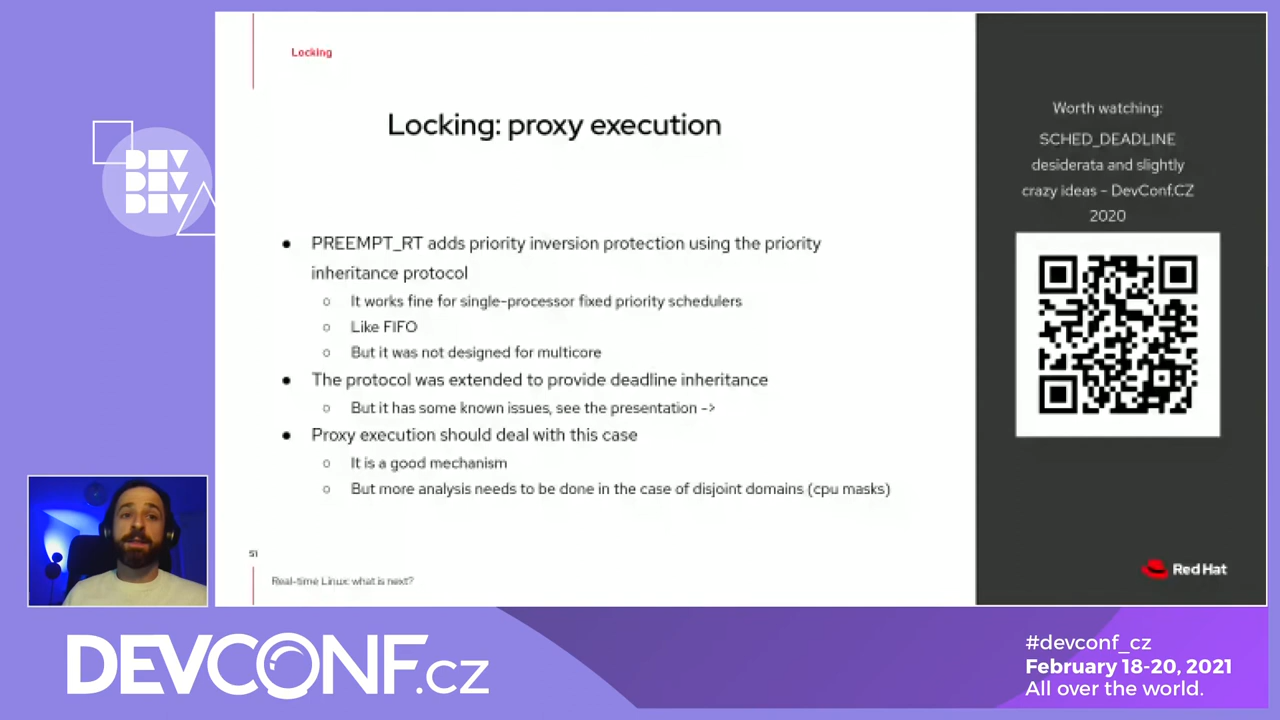 Locking
Locking: proxy execution
● PREEMPT_RT adds priority inversion protection using the priority
inheritance protocol
○ It works fine for single-processor fixed priority schedulers
○ Like FIFO
○ But it was not designed for multicore
● The protocol was extended to provide deadline inheritance
○ But it has some known issues, see the presentation ->
● Proxy execution should deal with this case
○ It is a good mechanism
○ But more analysis needs to be done in the case of disjoint domains (cpu masks)
51
Real-time Linux: what is next?
Worth watching:
SCHED_DEADLINE
desiderata and slightly
crazy ideas - DevConf.CZ
2020
Red Hat
DEV
DEV
DEV
DEVCONF.cz
#devconf_cz
February 18-20, 2021
All over the world.